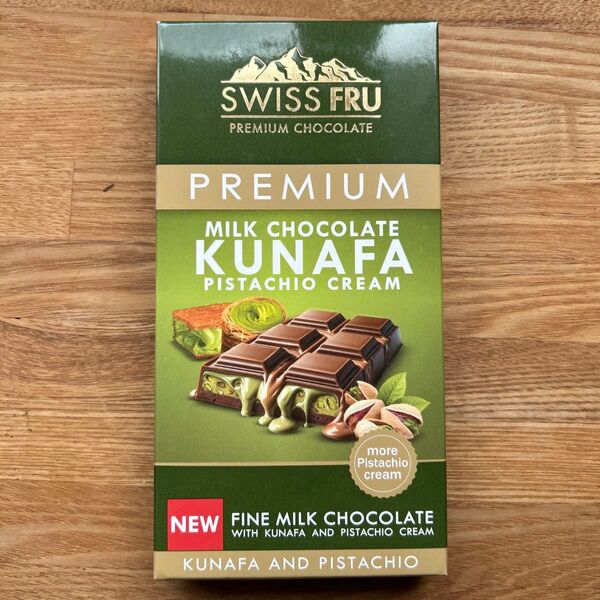 SWISS FRU
PREMIUM CHOCOLATE
PREMIUM
MILK CHOCOLATE
KUNAFA
PISTACHIO CREAM
more
Pistachio
cream
NEW
FINE MILK CHOCOLATE
WITH KUNAFA AND PISTACHIO CREAM
KUNAFA AND PISTACHIO